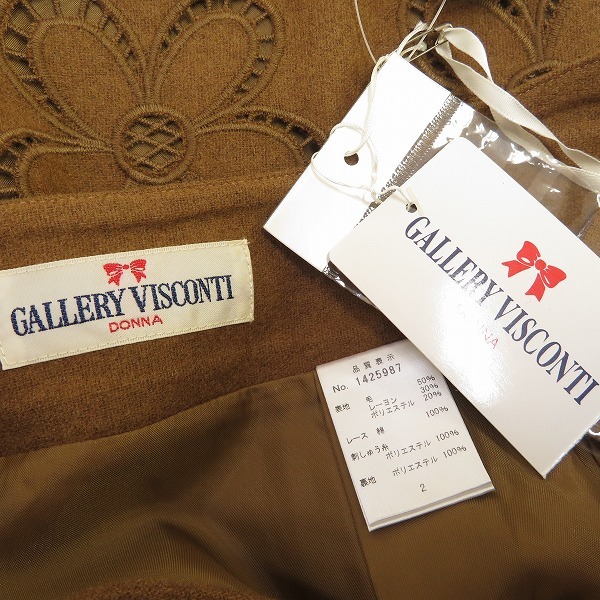 GALLERY VISCONTI
DONNA
GALLERY VISCONTI
DONNA
品質表示
No. 1425987
表地 毛 50%
レーヨン 30%
ポリエステル 20%
レース 綿 100%
刺しゅう糸 ポリエステル 100%
裏地 ポリエステル 100%
2